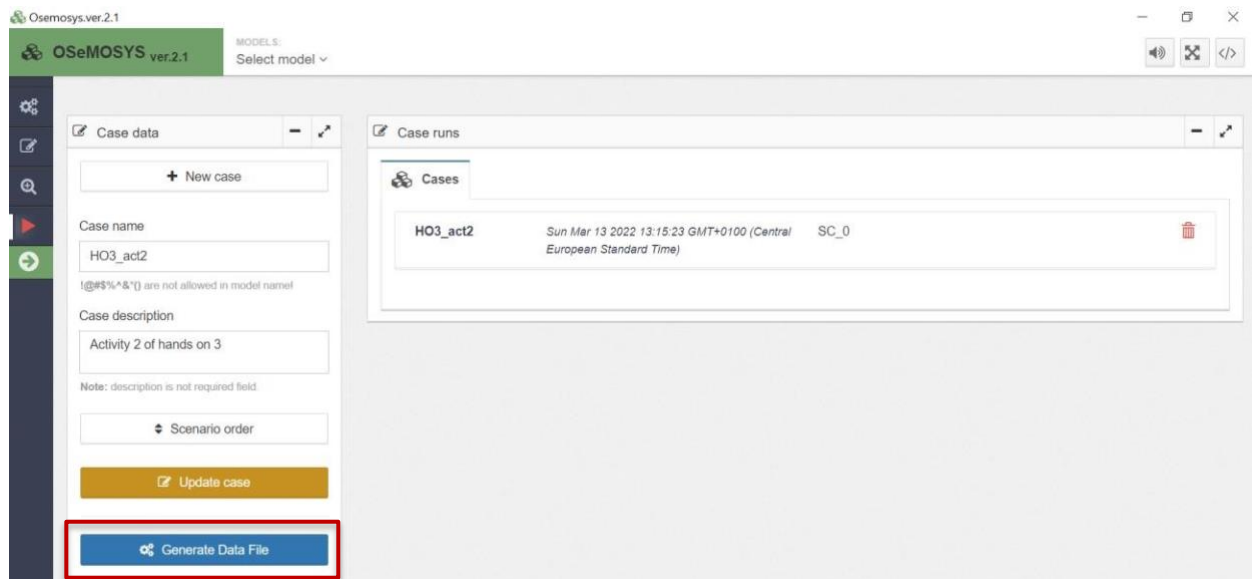 Osemosys.ver.2.1
OSeMOSYS ver.2.1
MODELS:
Select model
Case data
Case runs
+ New case
Cases
Case name
HO3_act2
!@#$%^&*() are not allowed in model name!
Case description
Activity 2 of hands on 3
Note: description is not required field.
Scenario order
Update case
Generate Data File
HO3_act2
Sun Mar 13 2022 13:15:23 GMT+0100 (Central
European Standard Time)
SC_0